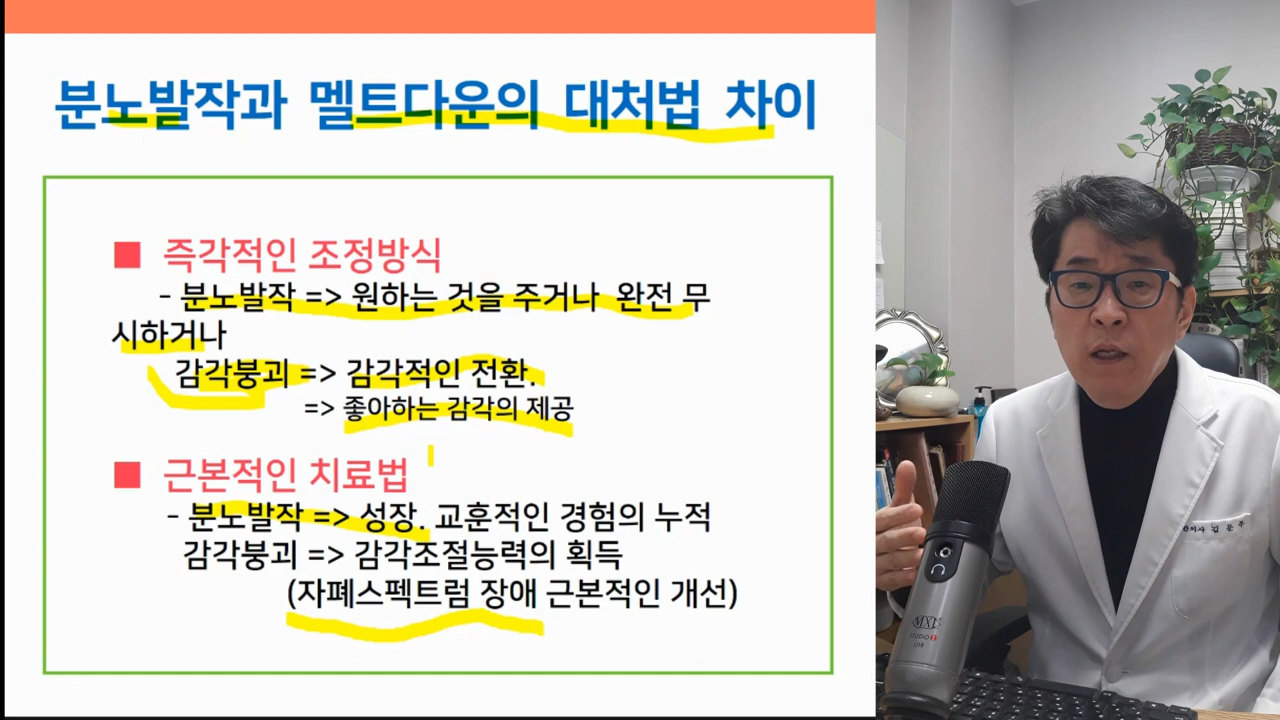 분노발작과 멜트다운의 대처법 차이
■ 즉각적인 조정방식
- 분노발작 => 원하는 것을 주거나 완전 무
시하거나
감각붕괴 => 감각적인 전환.
=> 좋아하는 감각의 제공
■ 근본적인 치료법
- 분노발작 => 성장. 교훈적인 경험의 누적
감각붕괴 => 감각조절능력의 획득
(자폐스펙트럼 장애 근본적인 개선)
MXL
STUDIO